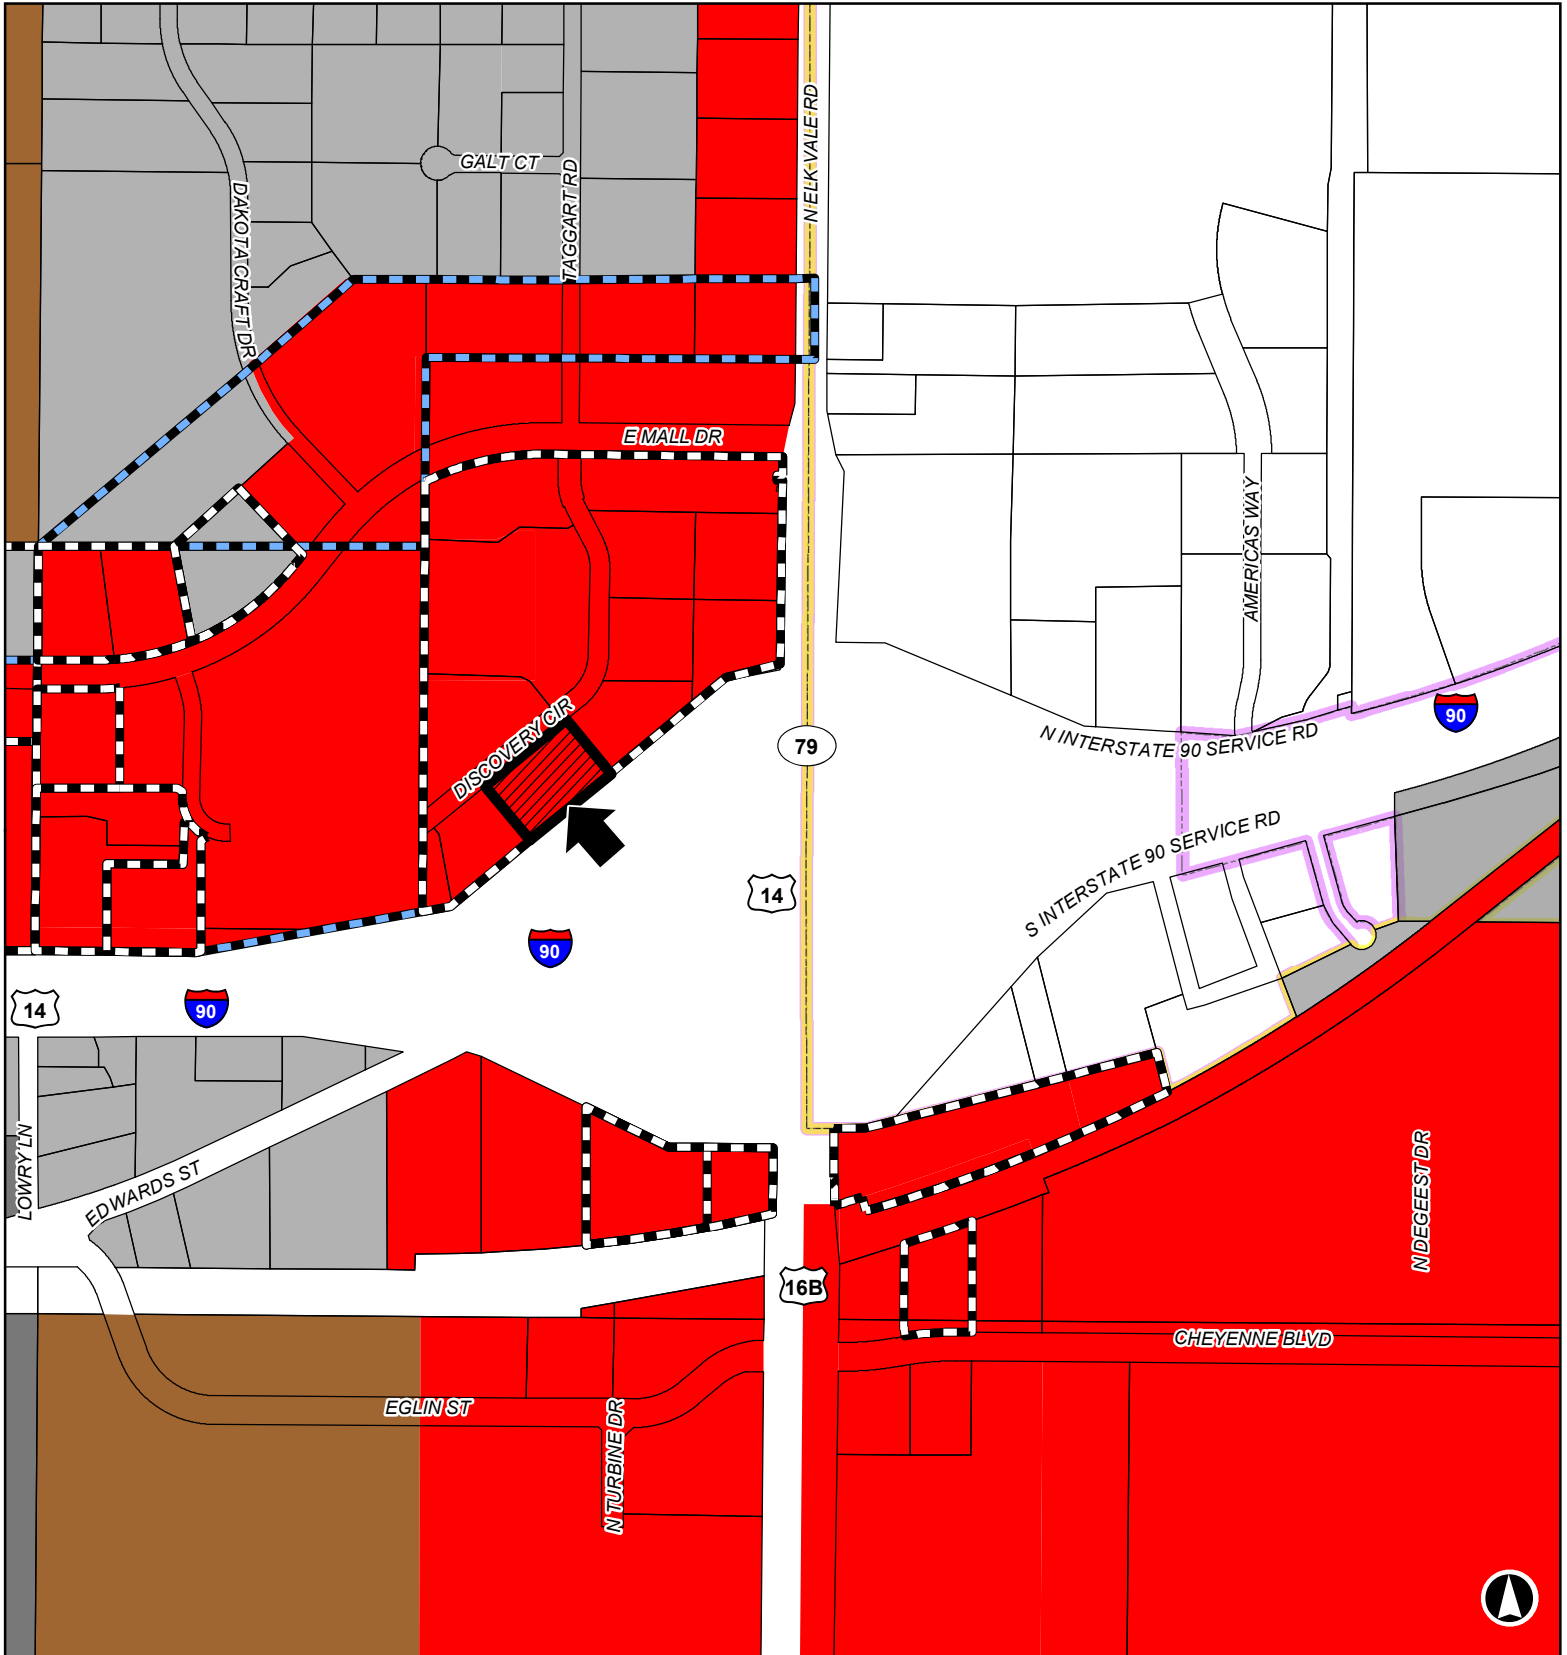 N ELK VALE RD
GALT CT
TAGGART RD
DAKOTA CRAFT DR
E MALL DR
AMERICAS WAY
DISCOVERY CIR
90
N INTERSTATE 90 SERVICE RD
79
S INTERSTATE 90 SERVICE RD
14
90
14
90
LOWRY LN
EDWARDS ST
N DEGEEST DR
16B
CHEYENNE BLVD
EGLIN ST
N TURBINE DR